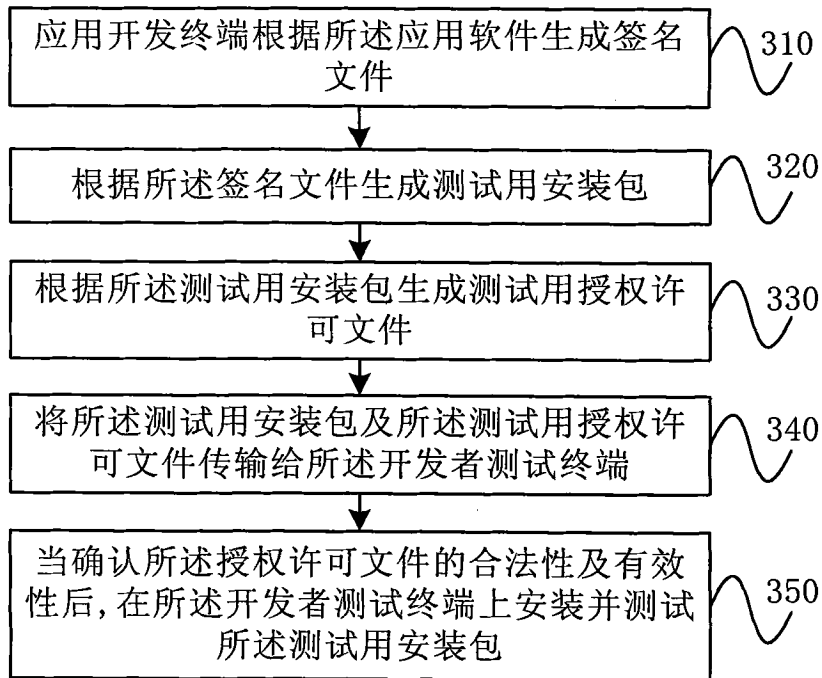 应用开发终端根据所述应用软件生成签名
文件
310
根据所述签名文件生成测试用安装包
320
根据所述测试用安装包生成测试用授权许
可文件
330
将所述测试用安装包及所述测试用授权许
可文件传输给所述开发者测试终端
340
当确认所述授权许可文件的合法性及有效
性后,在所述开发者测试终端上安装并测试
所述测试用安装包
350